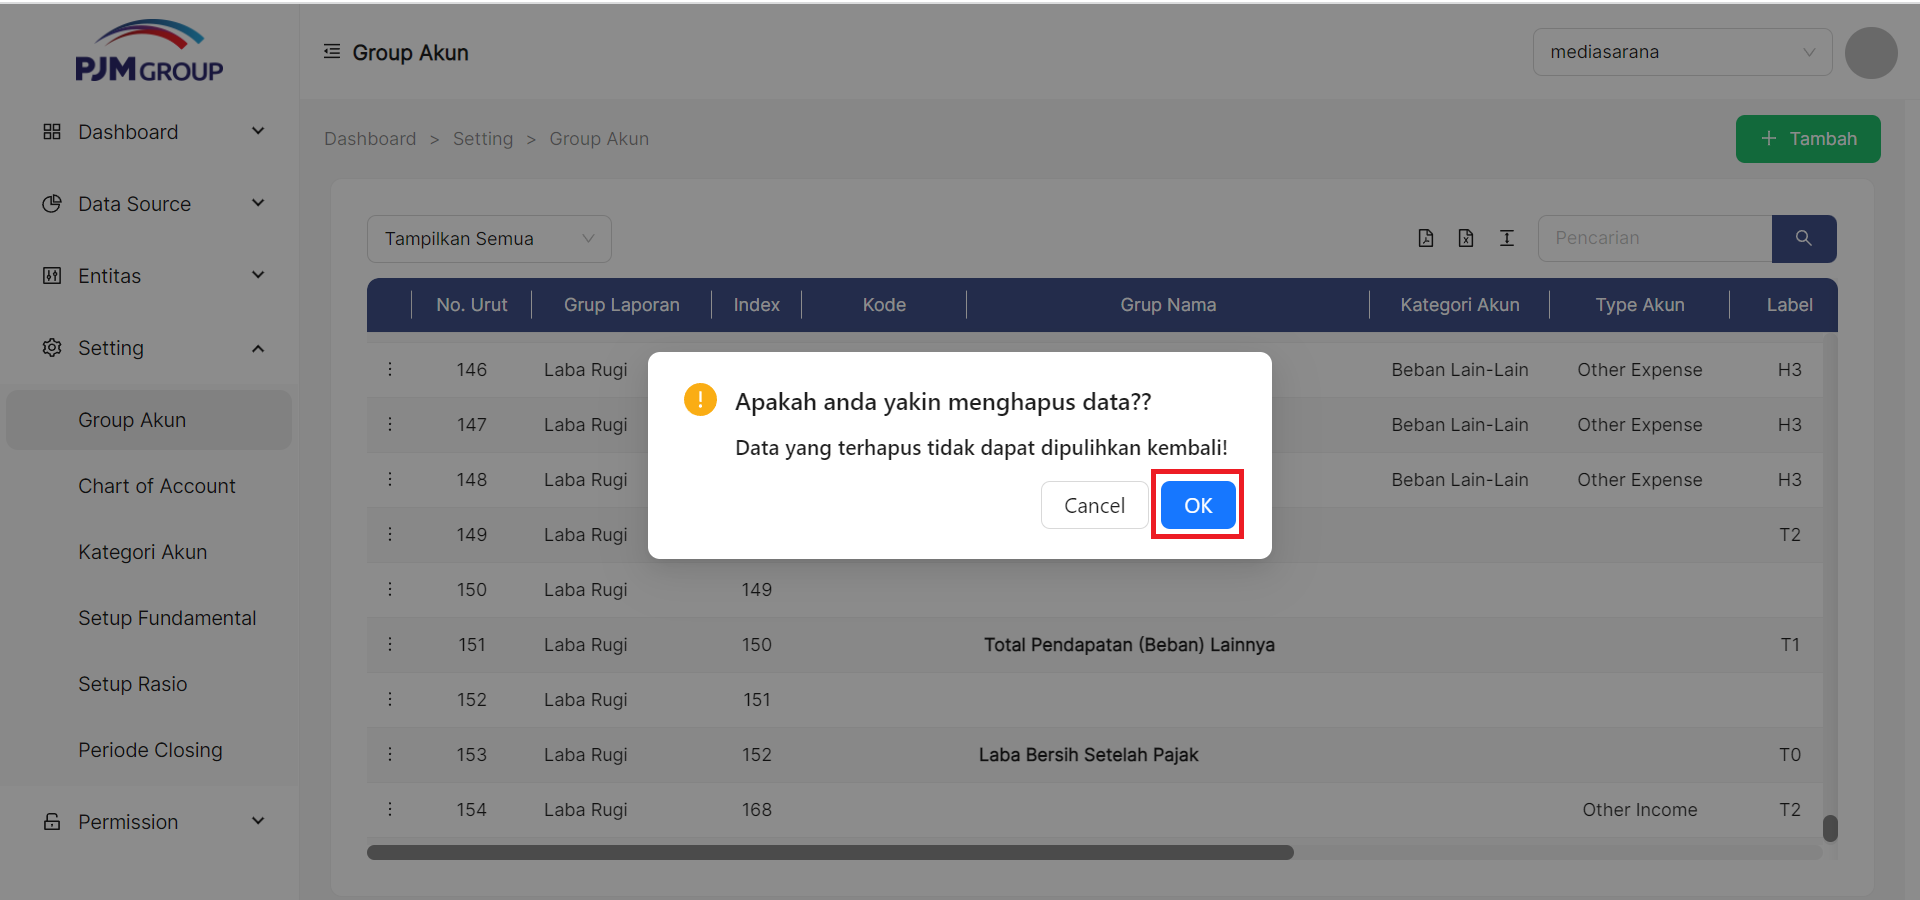 PJM GROUP
Group Akun
mediasarana
Dashboard
Data Source
Entitas
Setting
Group Akun
Chart of Account
Kategori Akun
Setup Fundamental
Setup Rasio
Periode Closing
Permission
Dashboard > Setting > Group Akun
+ Tambah
Tampilkan Semua
Pencarian
No. Urut Grup Laporan Index Kode Grup Nama Kategori Akun Type Akun Label
146 Laba Rugi Beban Lain-Lain Other Expense H3
147 Laba Rugi Beban Lain-Lain Other Expense H3
148 Laba Rugi Beban Lain-Lain Other Expense H3
149 Laba Rugi T2
150 Laba Rugi 149
151 Laba Rugi 150 Total Pendapatan (Beban) Lainnya T1
152 Laba Rugi 151
153 Laba Rugi 152 Laba Bersih Setelah Pajak T0
154 Laba Rugi 168 Other Income T2
Apakah anda yakin menghapus data??
Data yang terhapus tidak dapat dipulihkan kembali!
Cancel OK